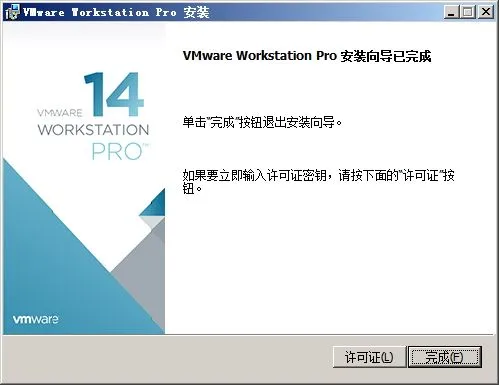 VMware Workstation Pro 安装
14
VMWARE
WORKSTATION
PRO™
VMware Workstation Pro 安装向导已完成
单击"完成"按钮退出安装向导。
如果要立即输入许可证密钥，请按下面的"许可证"按
钮。
vmware
许可证(L)
完成(F)